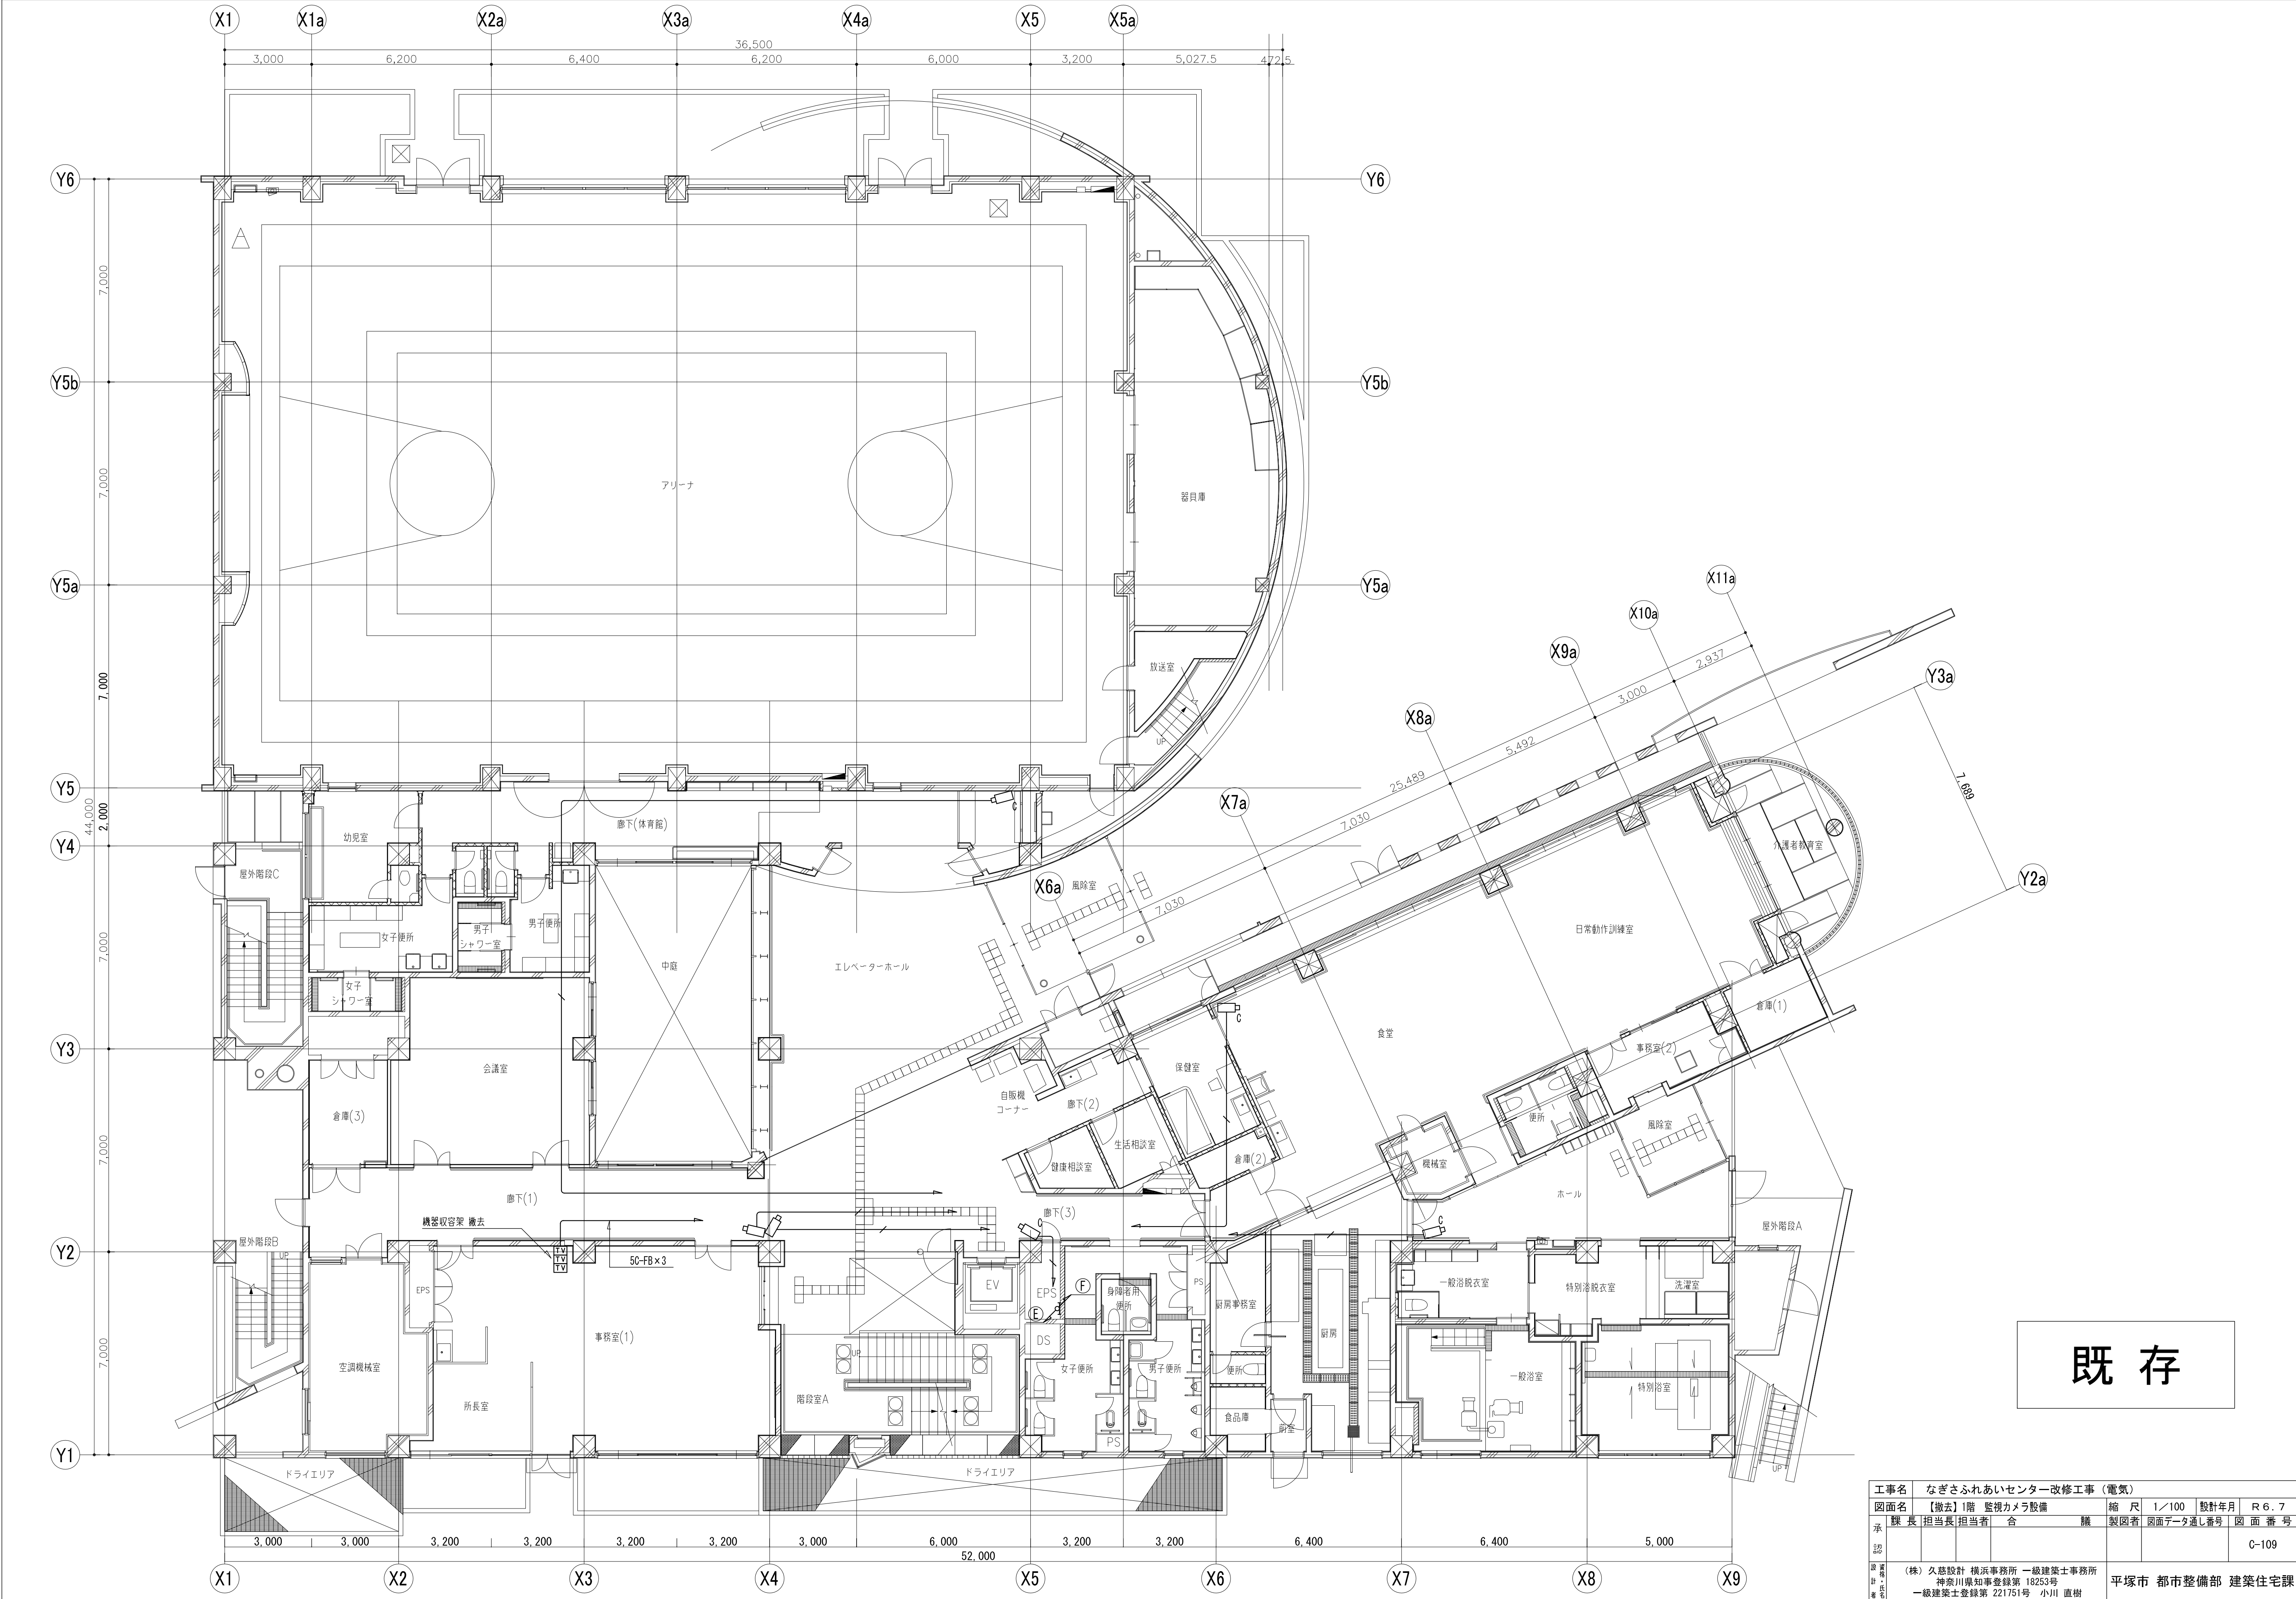 X1 X1a X2a X3a X4a X5 X5a
36,500
3,000 6,200 6,400 6,200 6,000 3,200 5,027.5 472.5
Y6 Y6
7,000
Y5b Y5b
7,000
アリーナ
器具庫
Y5a Y5a
X11a
X10a
X9a
放送室
2,937
Y3a
3,000
7,000
X8a
UP
5,492
25,489
7,689
Y5
X7a
44,000
2,000
C
廊下(体育館)
7,030
幼児室
Y4
介護者教育室
屋外階段C
X6a
風除室
Y2a
7,030
女子便所
男子
シャワー室
男子便所
日常動作訓練室
7,000
中庭
エレベーターホール
女子
シャワー室
倉庫(1)
C
食堂
Y3
事務室(2)
会議室
保健室
自販機
コーナー
廊下(2)
倉庫(3)
便所
風除室
生活相談室
7,000
健康相談室
倉庫(2)
機械室
廊下(1)
ホール
廊下(3)
機器収容架 撤去
C
C
屋外階段A
屋外階段B
Y2
TV
TV
TV
UP
5C-FB×3
EPS
EV
EPS
F
身障者用
便所
PS
厨房事務室
一般浴脱衣室
特別浴脱衣室
洗濯室
E
事務室(1)
DS
厨房
7,000
空調機械室
UP
女子便所
男子便所
便所
一般浴室
特別浴室
既 存
所長室
階段室A
食品庫
前室
PS
Y1
UP
ドライエリア
ドライエリア
3,000 3,000 3,200 3,200 3,200 3,200 3,000 6,000 3,200 3,200 6,400 6,400 5,000
52,000
X1 X2 X3 X4 X5 X6 X7 X8 X9
工事名 なぎさふれあいセンター改修工事(電気)
図面名 【撤去】1階 監視カメラ設備 縮 尺 1/100 設計年月 R6.7
承認 課 長 担当長 担当者 合 議 製図者 図面データ通し番号 図 面 番 号
C-109
設計者 資格・氏名 (株)久慈設計 横浜事務所 一級建築士事務所
神奈川県知事登録第 18253号
一級建築士登録第 221751号 小川 直樹
平塚市 都市整備部 建築住宅課